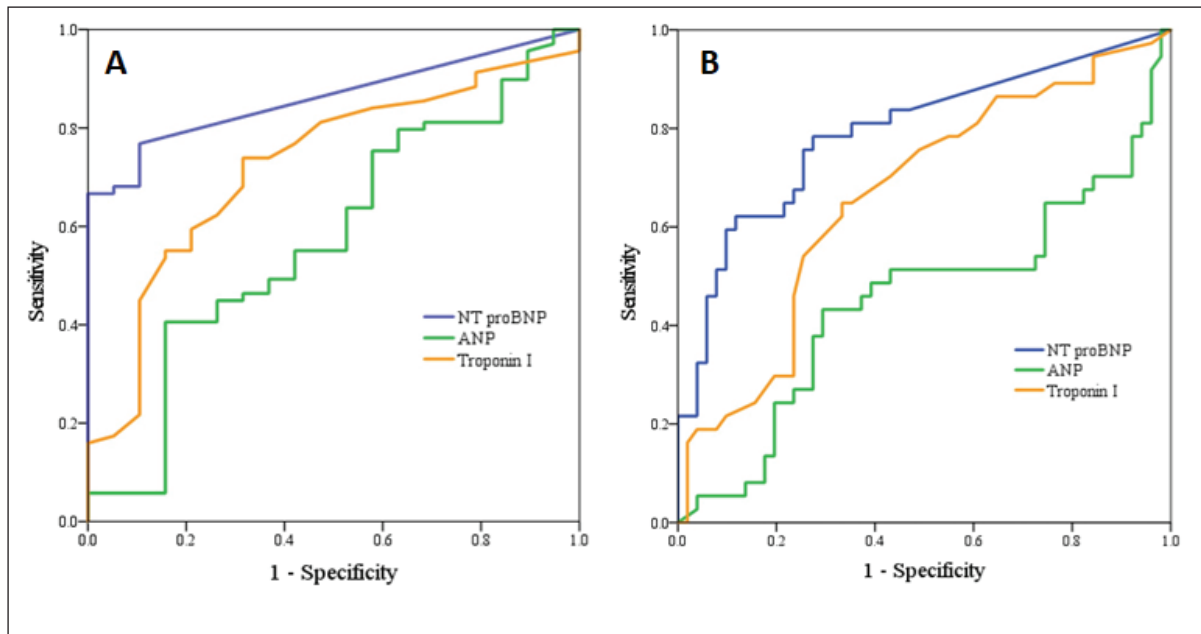 A
1.0
0.8
0.6
0.4
0.2
0.0
Sensitivity
NT proBNP
ANP
Troponin I
0.0 0.2 0.4 0.6 0.8 1.0
1 - Specificity
B
1.0
0.8
0.6
0.4
0.2
0.0
Sensitivity
NT proBNP
ANP
Troponin I
0.0 0.2 0.4 0.6 0.8 1.0
1 - Specificity